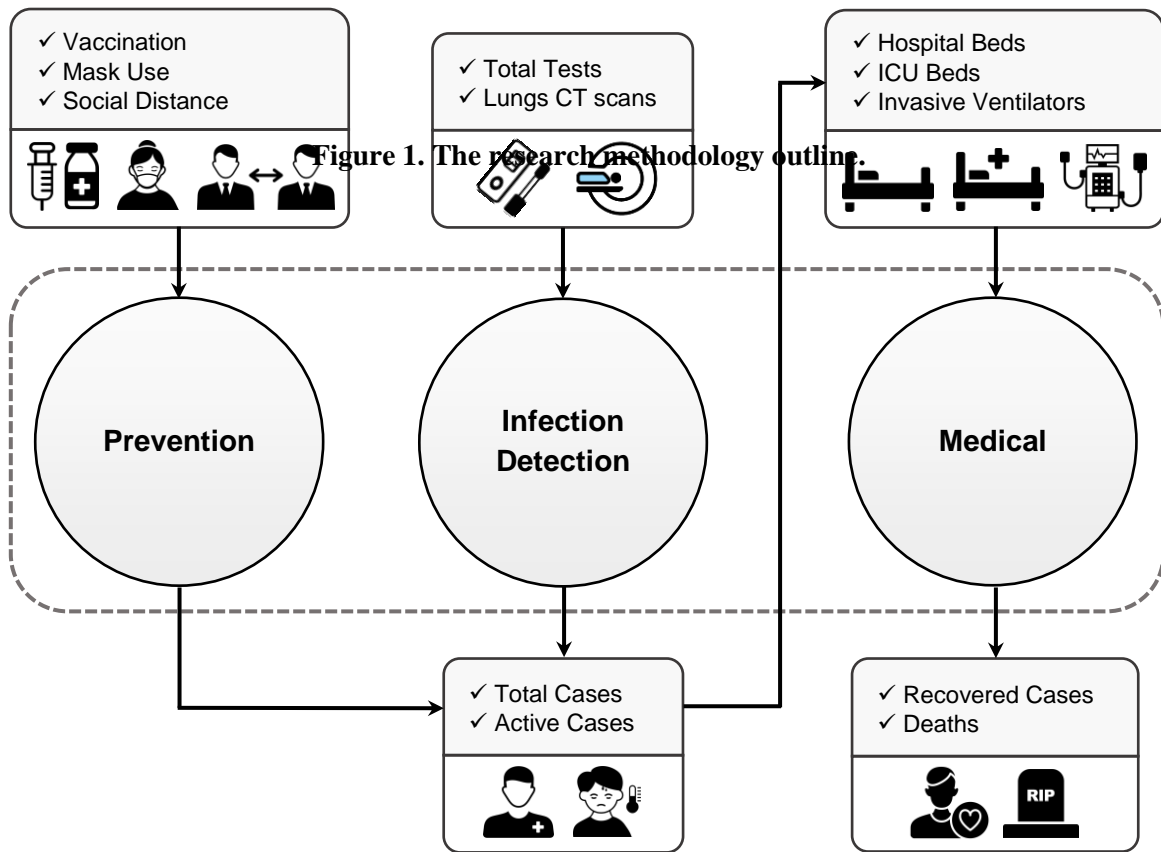 ✓ Vaccination
✓ Mask Use
✓ Social Distance
✓ Total Tests
✓ Lungs CT scans
✓ Hospital Beds
✓ ICU Beds
✓ Invasive Ventilators
Figure 1. The research methodology outline.
Prevention
Infection
Detection
Medical
✓ Total Cases
✓ Active Cases
✓ Recovered Cases
✓ Deaths
RIP